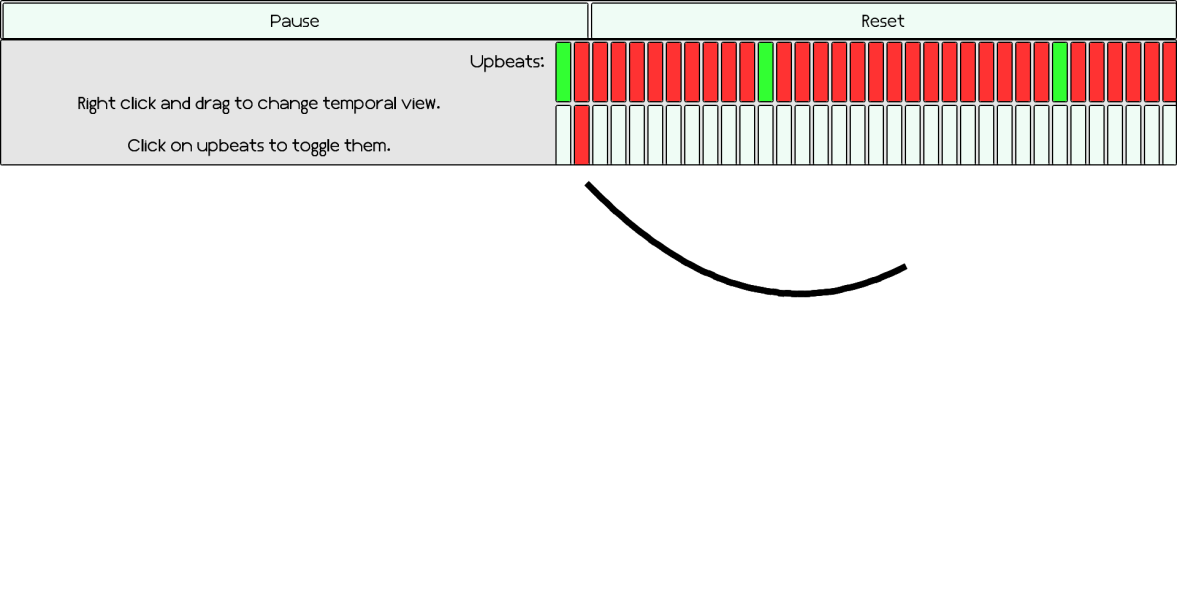 Pause
Reset
Upbeats:
Right click and drag to change temporal view.
Click on upbeats to toggle them.